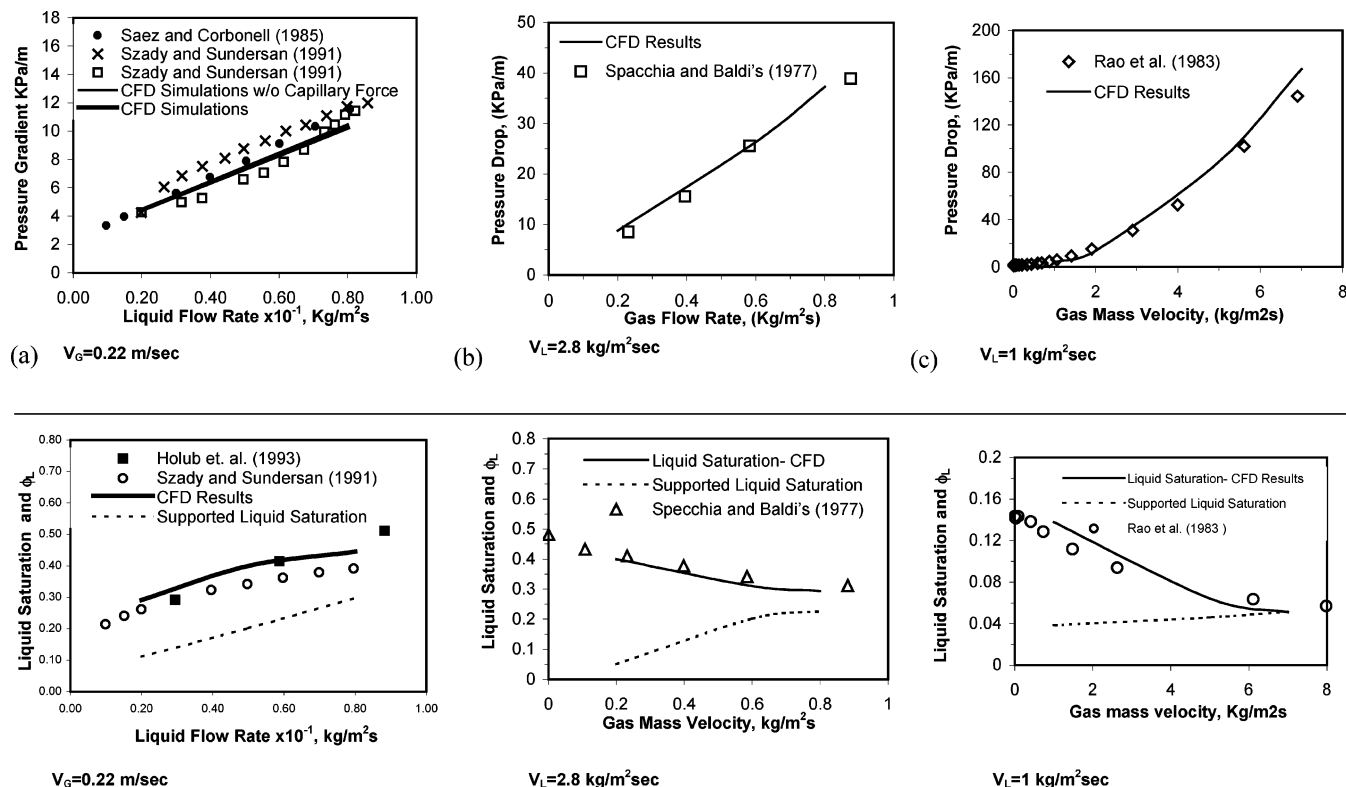 18
16
14
12
10
8
6
4
2
0
Pressure Gradient KPa/m
Saez and Corbonell (1985)
Szady and Sundersan (1991)
Szady and Sundersan (1991)
CFD Simulations w/o Capillary Force
CFD Simulations
0.00 0.20 0.40 0.60 0.80 1.00
Liquid Flow Rate x10⁻¹, Kg/m²s
(a) V_G=0.22 m/sec
50
40
30
20
10
0
Pressure Drop, (KPa/m)
CFD Results
Spacchia and Baldi's (1977)
0 0.2 0.4 0.6 0.8 1
Gas Flow Rate, (Kg/m²s)
(b) V_L=2.8 kg/m²sec
200
160
120
80
40
0
Pressure Drop, (KPa/m)
Rao et al. (1983)
CFD Results
0 2 4 6 8
Gas Mass Velocity, (kg/m2s)
(c) V_L=1 kg/m²sec
0.80
0.70
0.60
0.50
0.40
0.30
0.20
0.10
0.00
Liquid Saturation and ϕ_L
Holub et. al. (1993)
Szady and Sundersan (1991)
CFD Results
Supported Liquid Saturation
0.00 0.20 0.40 0.60 0.80 1.00
Liquid Flow Rate x10⁻¹, kg/m²s
V_G=0.22 m/sec
0.8
0.7
0.6
0.5
0.4
0.3
0.2
0.1
0
Liquid Saturation and ϕ_L
Liquid Saturation- CFD
Supported Liquid Saturation
Specchia and Baldi's (1977)
0 0.2 0.4 0.6 0.8 1
Gas Mass Velocity, kg/m²s
V_L=2.8 kg/m²sec
0.2
0.16
0.12
0.08
0.04
0
Liquid Saturation and ϕ_L
Liquid Saturation- CFD Results
Supported Liquid Saturation
Rao et al. (1983 )
0 2 4 6 8
Gas mass velocity, Kg/m2s
V_L=1 kg/m²sec